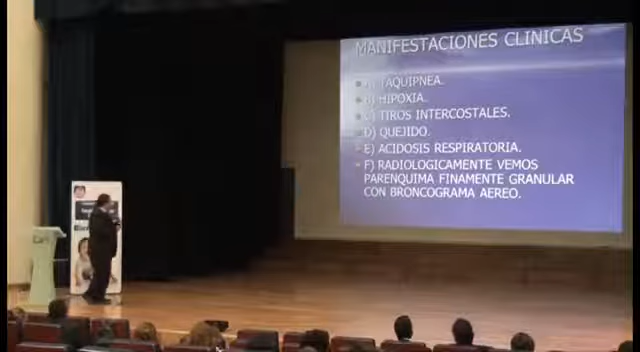 MANIFESTACIONES CLINICAS
A) TAQUIPNEA.
B) HIPOXIA.
C) TIROS INTERCOSTALES.
D) QUEJIDO.
E) ACIDOSIS RESPIRATORIA.
F) RADIOLOGICAMENTE VEMOS
PARENQUIMA FINAMENTE GRANULAR
CON BRONCOGRAMA AEREO.